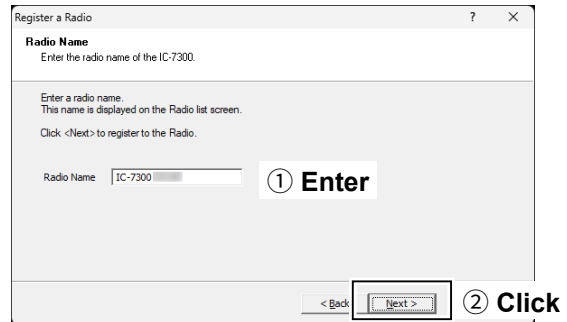 Register a Radio ? ×
Radio Name
Enter the radio name of the IC-7300.
Enter a radio name.
This name is displayed on the Radio list screen.
Click <Next> to register to the Radio.
Radio Name IC-7300
① Enter
< Back Next >
② Click